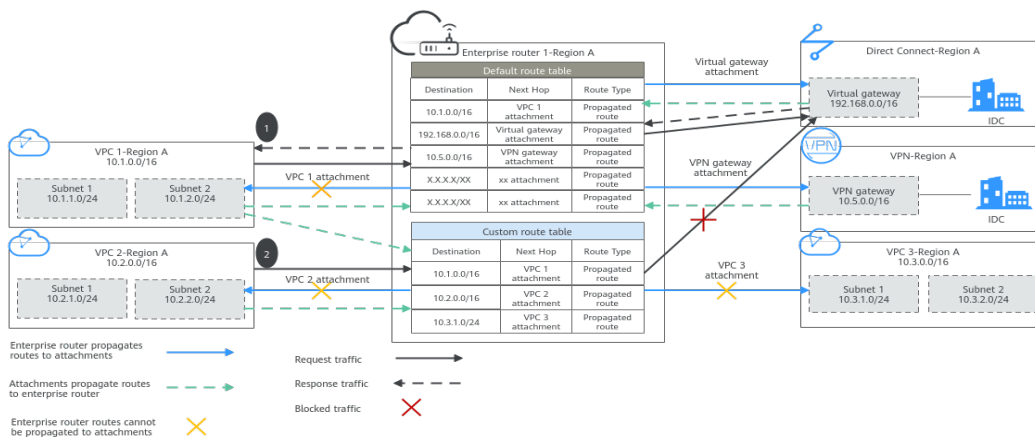 Enterprise router 1-Region A
Default route table
Destination Next Hop Route Type
10.1.0.0/16 VPC 1 attachment Propagated route
192.168.0.0/16 Virtual gateway attachment Propagated route
10.5.0.0/16 VPN gateway attachment Propagated route
X.X.X.X/XX xx attachment Propagated route
X.X.X.X/XX xx attachment Propagated route
Custom route table
Destination Next Hop Route Type
10.1.0.0/16 VPC 1 attachment Propagated route
10.2.0.0/16 VPC 2 attachment Propagated route
10.3.1.0/24 VPC 3 attachment Propagated route
1
VPC 1-Region A
10.1.0.0/16
Subnet 1
10.1.1.0/24
Subnet 2
10.1.2.0/24
VPC 1 attachment
2
VPC 2-Region A
10.2.0.0/16
Subnet 1
10.2.1.0/24
Subnet 2
10.2.2.0/24
VPC 2 attachment
Virtual gateway
attachment
Direct Connect-Region A
Virtual gateway
192.168.0.0/16
IDC
VPN gateway
attachment
VPN
VPN-Region A
VPN gateway
10.5.0.0/16
IDC
VPC 3
attachment
VPC 3-Region A
10.3.0.0/16
Subnet 1
10.3.1.0/24
Subnet 2
10.3.2.0/24
Enterprise router propagates
routes to attachments
Attachments propagate routes
to enterprise router
Enterprise router routes cannot
be propagated to attachments
Request traffic
Response traffic
Blocked traffic